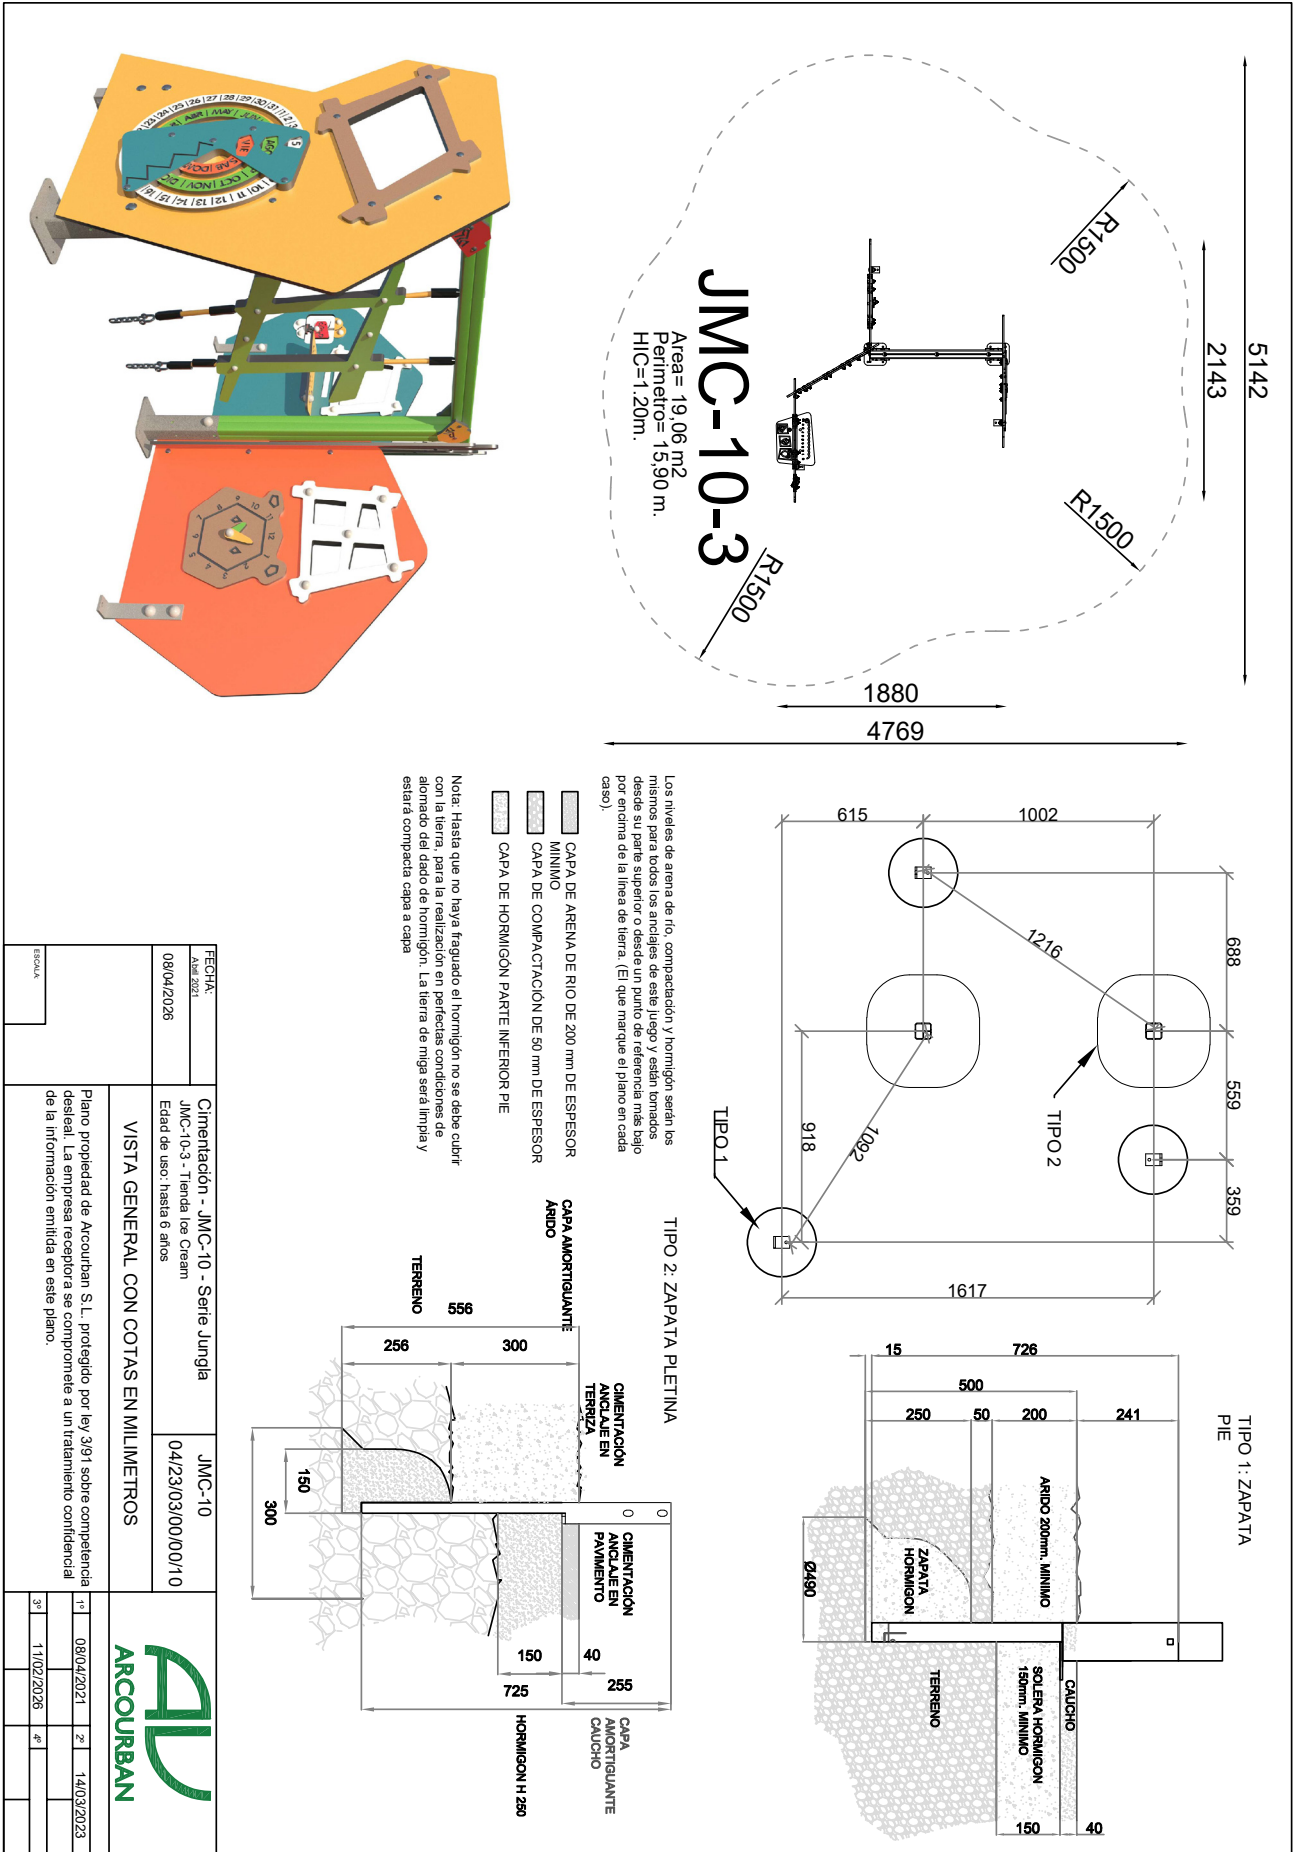 5142
2143
R1500
R1500
R1500
JMC-10-3
Area= 19,06 m2
Perimetro= 15,90 m.
HIC=1.20m.
1880
4769
615
1002
688
559
359
1216
1092
918
1617
TIPO 2
TIPO 1
TIPO 1: ZAPATA
PIE
15
726
500
250
50
200
241
ARIDO 200mm. MINIMO
ZAPATA
HORMIGON
Ø490
TERRENO
SOLERA HORMIGON
150mm. MINIMO
CAUCHO
150
40
Los niveles de arena de río, compactación y hormigón serán los
mismos para todos los anclajes de este juego y están tomados
desde su parte superior o desde un punto de referencia más bajo
por encima de la línea de tierra. (El que marque el plano en cada
caso).
CAPA DE ARENA DE RIO DE 200 mm DE ESPESOR
MINIMO
CAPA DE COMPACTACIÓN DE 50 mm DE ESPESOR
CAPA DE HORMIGÓN PARTE INFERIOR PIE
Nota: Hasta que no haya fraguado el hormigón no se debe cubrir
con la tierra, para la realización en perfectas condiciones de
alomado del dado de hormigón. La tierra de miga será limpia y
estará compacta capa a capa
TIPO 2: ZAPATA PLETINA
CAPA AMORTIGUANTE
ÁRIDO
TERRENO
556
256
300
CIMENTACIÓN
ANCLAJE EN
TERRIZA
CIMENTACIÓN
ANCLAJE EN
PAVIMENTO
150
300
150
40
725
255
CAPA
AMORTIGUANTE
CAUCHO
HORMIGON H 250
FECHA:
Abil 2021
08/04/2026
ESCALA:
Cimentación - JMC-10 - Serie Jungla
JMC-10-3 - Tienda Ice Cream
Edad de uso: hasta 6 años
JMC-10
04/23/03/00/00/10
VISTA GENERAL CON COTAS EN MILIMETROS
Plano propiedad de Arcourban S.L. protegido por ley 3/91 sobre competencia
desleal. La empresa receptora se compromete a un tratamiento confidencial
de la información emitida en este plano.
ARCOURBAN
1º 08/04/2021 2º 14/03/2023
3º 11/02/2026 4º